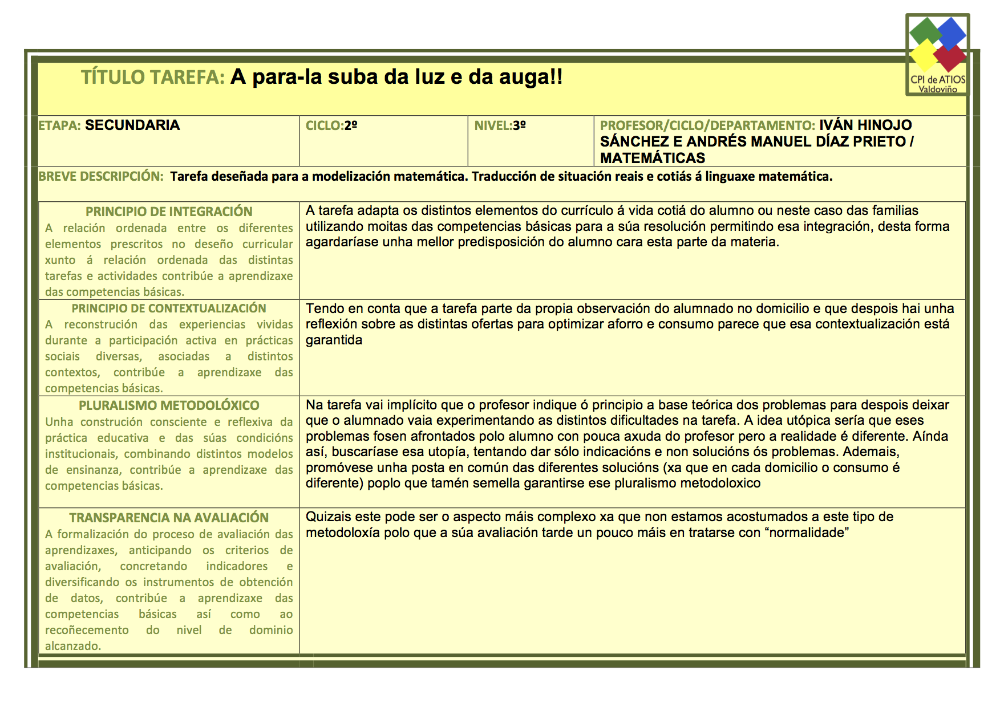 CPI de ATIOS
Valdoviño
TÍTULO TAREFA: A para-la suba da luz e da auga!!
ETAPA: SECUNDARIA
CICLO:2º
NIVEL:3º
PROFESOR/CICLO/DEPARTAMENTO: IVÁN HINOJO
SÁNCHEZ E ANDRÉS MANUEL DÍAZ PRIETO /
MATEMÁTICAS
BREVE DESCRIPCIÓN: Tarefa deseñada para a modelización matemática. Traducción de situación reais e cotiás á linguaxe matemática.
PRINCIPIO DE INTEGRACIÓN
A relación ordenada entre os diferentes
elementos prescritos no deseño curricular
xunto á relación ordenada das distintas
tarefas e actividades contribúe a aprendizaxe
das competencias básicas.
A tarefa adapta os distintos elementos do currículo á vida cotiá do alumno ou neste caso das familias
utilizando moitas das competencias básicas para a súa resolución permitindo esa integración, desta forma
agardaríase unha mellor predisposición do alumno cara esta parte da materia.
PRINCIPIO DE CONTEXTUALIZACIÓN
A reconstrución das experiencias vividas
durante a participación activa en prácticas
sociais diversas, asociadas a distintos
contextos, contribúe a aprendizaxe das
competencias básicas.
Tendo en conta que a tarefa parte da propia observación do alumnado no domicilio e que despois hai unha
reflexión sobre as distintas ofertas para optimizar aforro e consumo parece que esa contextualización está
garantida
PLURALISMO METODOLÓXICO
Unha construción consciente e reflexiva da
práctica educativa e das súas condicións
institucionais, combinando distintos modelos
de ensinanza, contribúe a aprendizaxe das
competencias básicas.
Na tarefa vai implícito que o profesor indique ó principio a base teórica dos problemas para despois deixar
que o alumnado vaia experimentando as distintos dificultades na tarefa. A idea utópica sería que eses
problemas fosen afrontados polo alumno con pouca axuda do profesor pero a realidade é diferente. Aínda
así, buscaríase esa utopía, tentando dar sólo indicacións e non solucións ós problemas. Ademais,
promóvese unha posta en común das diferentes solucións (xa que en cada domicilio o consumo é
diferente) poplo que tamén semella garantirse ese pluralismo metodoloxico
TRANSPARENCIA NA AVALIACIÓN
A formalización do proceso de avaliación das
aprendizaxes, anticipando os criterios de
avaliación, concretando indicadores e
diversificando os instrumentos de obtención
de datos, contribúe a aprendizaxe das
competencias básicas así como ao
recoñecemento do nivel de dominio
alcanzado.
Quizais este pode ser o aspecto máis complexo xa que non estamos acostumados a este tipo de
metodoloxía polo que a súa avaliación tarde un pouco máis en tratarse con “normalidade”